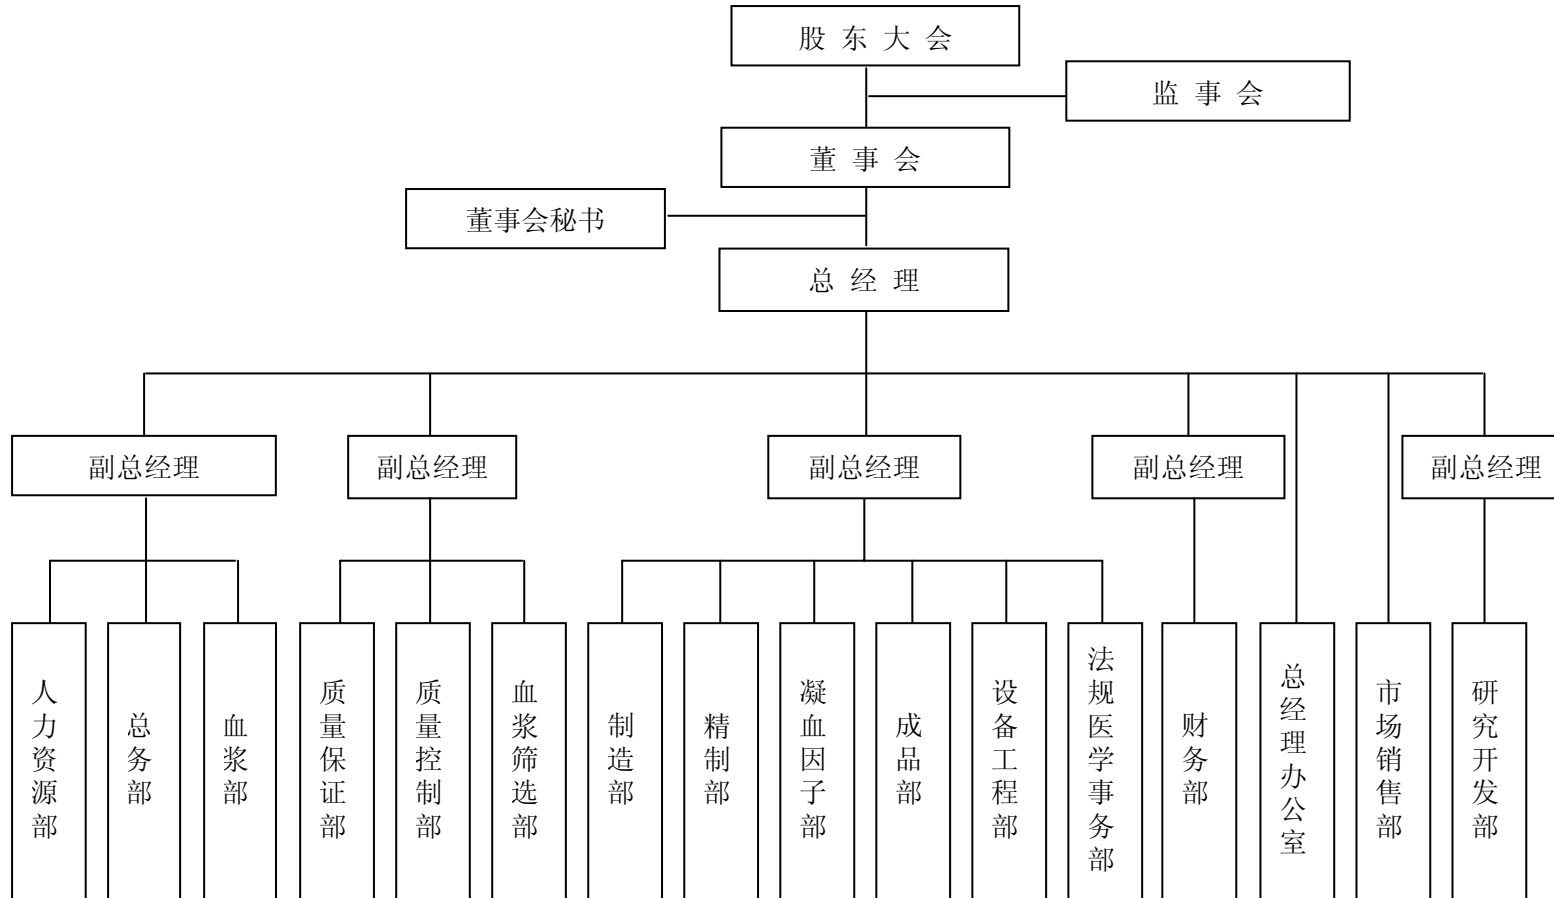 股东大会
监事会
董事会
董事会秘书
总经理
副总经理
副总经理
副总经理
副总经理
副总经理
人力资源部
总务部
血浆部
质量保证部
质量控制部
血浆筛选部
制造部
精制部
凝血因子部
成品部
设备工程部
法规医学事务部
财务部
总经理办公室
市场销售部
研究开发部